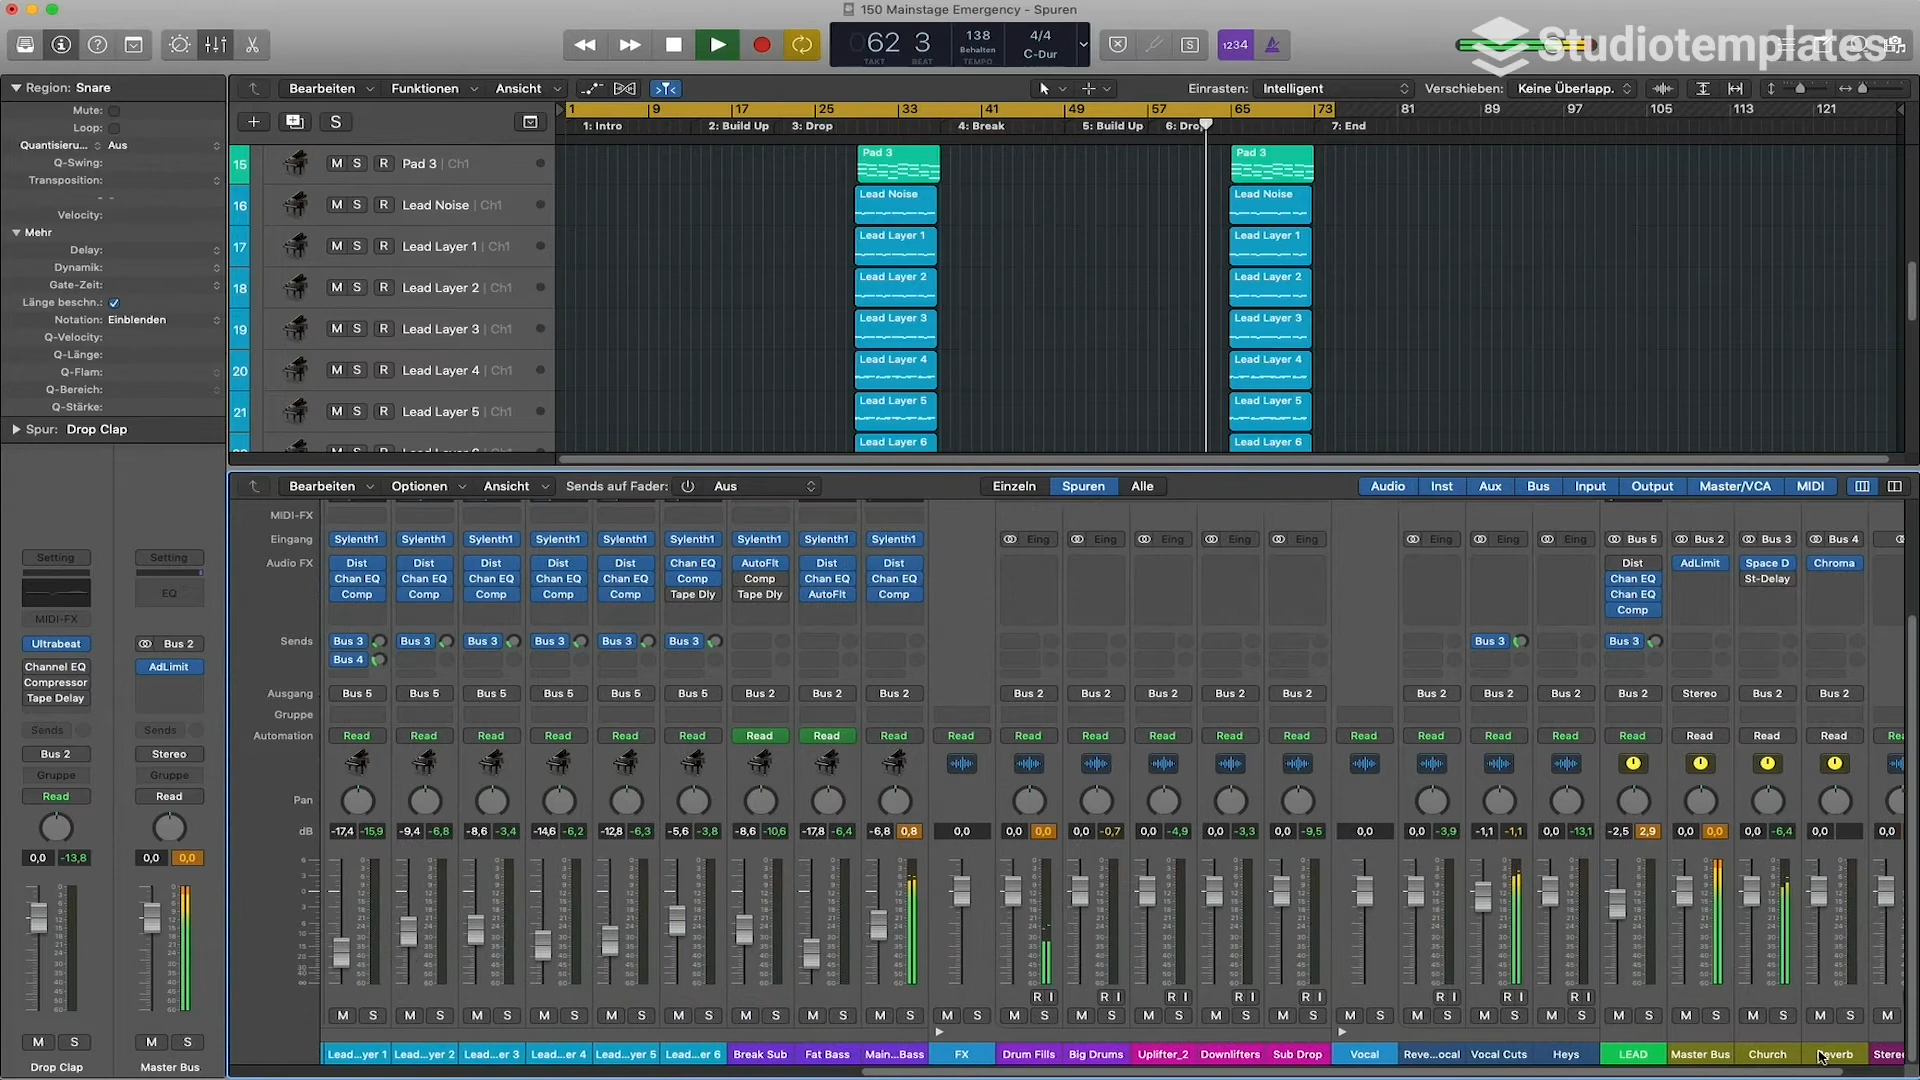 150 Mainstage Emergency - Spuren
Studiotemplates
62 3
TAKT BEAT
138
Behalten
TEMPO
4/4
C-Dur
S
1234
Region: Snare
Mute:
Loop:
Quantisieru... Aus
Q-Swing:
Transposition:
Velocity:
Mehr
Delay:
Dynamik:
Gate-Zeit:
Länge beschn.:
Notation: Einblenden
Q-Velocity:
Q-Länge:
Q-Flam:
Q-Bereich:
Q-Stärke:
Spur: Drop Clap
Bearbeiten Funktionen Ansicht Einrasten: Intelligent Verschieben: Keine Überlapp.
S
1 9 17 25 33 41 49 57 65 73 81 89 97 105 113 121
1: Intro 2: Build Up 3: Drop 4: Break 5: Build Up 6: Dro 7: End
15 M S R Pad 3 | Ch1 Pad 3 Pad 3
16 M S R Lead Noise | Ch1 Lead Noise Lead Noise
17 M S R Lead Layer 1 | Ch1 Lead Layer 1 Lead Layer 1
18 M S R Lead Layer 2 | Ch1 Lead Layer 2 Lead Layer 2
19 M S R Lead Layer 3 | Ch1 Lead Layer 3 Lead Layer 3
20 M S R Lead Layer 4 | Ch1 Lead Layer 4 Lead Layer 4
21 M S R Lead Layer 5 | Ch1 Lead Layer 5 Lead Layer 5
Lead Layer 6 Lead Layer 6
Bearbeiten Optionen Ansicht Sends auf Fader: Aus Einzeln Spuren Alle Audio Inst Aux Bus Input Output Master/VCA MIDI
MIDI-FX
Eingang Sylenth1 Sylenth1 Sylenth1 Sylenth1 Sylenth1 Sylenth1 Sylenth1 Sylenth1 Sylenth1 Eing Eing Eing Eing Eing Eing Eing Eing Bus 5 Bus 2 Bus 3 Bus 4
Audio FX Dist Dist Dist Dist Dist Chan EQ AutoFlt Dist Dist Dist AdLimit Space D Chroma
Chan EQ Chan EQ Chan EQ Chan EQ Chan EQ Comp Comp Chan EQ Chan EQ Chan EQ St-Delay
Comp Comp Comp Comp Comp Tape Dly Tape Dly AutoFlt Comp Chan EQ
Comp
Sends Bus 3 Bus 3 Bus 3 Bus 3 Bus 3 Bus 3 Bus 3 Bus 3
Bus 4
Ausgang Bus 5 Bus 5 Bus 5 Bus 5 Bus 5 Bus 5 Bus 2 Bus 2 Bus 2 Bus 2 Bus 2 Bus 2 Bus 2 Bus 2 Bus 2 Bus 2 Bus 2 Bus 2 Stereo Bus 2 Bus 2
Gruppe
Automation Read Read Read Read Read Read Read Read Read Read Read Read Read Read Read Read Read Read Read Read Read Read Read
Pan
dB -17,4 -15,9 -9,4 -6,8 -8,6 -3,4 -14,6 -6,2 -12,8 -6,3 -5,6 -3,8 -8,6 -10,6 -17,8 -6,4 -6,8 0,8 0,0 0,0 0,0 0,0 -0,7 0,0 -4,9 0,0 -3,3 0,0 -9,5 0,0 0,0 -3,9 -1,1 -1,1 0,0 -13,1 -2,5 2,9 0,0 0,0 0,0 -6,4 0,0 0,0
R I R I R I R I R I R I R I R I
M S M S M S M S M S M S M S M S M S M S M S M S M S M S M S M S M S M S M S M S M S M S M S M
Lead...yer 1 Lead...yer 2 Lead...er 3 Lead...er 4 Lead...yer 5 Lead...er 6 Break Sub Fat Bass Main...Bass FX Drum Fills Big Drums Uplifter_2 Downlifters Sub Drop Vocal Reve...ocal Vocal Cuts Heys LEAD Master Bus Church
Setting Setting
EQ
MIDI-FX
Ultrabeat Bus 2
Channel EQ AdLimit
Compressor
Tape Delay
Sends Sends
Bus 2 Stereo
Gruppe Gruppe
Read Read
0,0 -13,8 0,0 0,0
M S M S
Drop Clap Master Bus